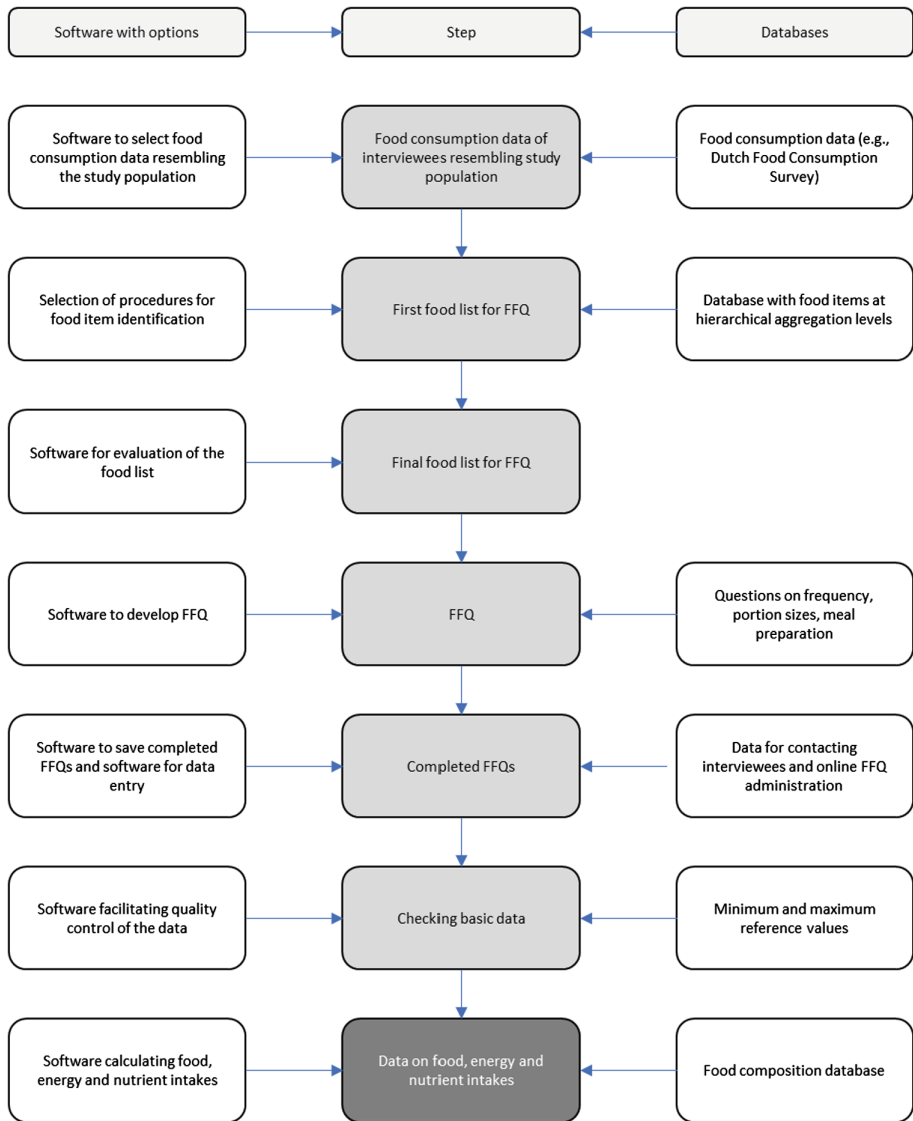 Software with options
Step
Databases
Software to select food
consumption data resembling
the study population
Food consumption data of
interviewees resembling study
population
Food consumption data (e.g.,
Dutch Food Consumption
Survey)
Selection of procedures for
food item identification
First food list for FFQ
Database with food items at
hierarchical aggregation levels
Software for evaluation of the
food list
Final food list for FFQ
Software to develop FFQ
FFQ
Questions on frequency,
portion sizes, meal
preparation
Software to save completed
FFQs and software for data
entry
Completed FFQs
Data for contacting
interviewees and online FFQ
administration
Software facilitating quality
control of the data
Checking basic data
Minimum and maximum
reference values
Software calculating food,
energy and nutrient intakes
Data on food, energy and
nutrient intakes
Food composition database